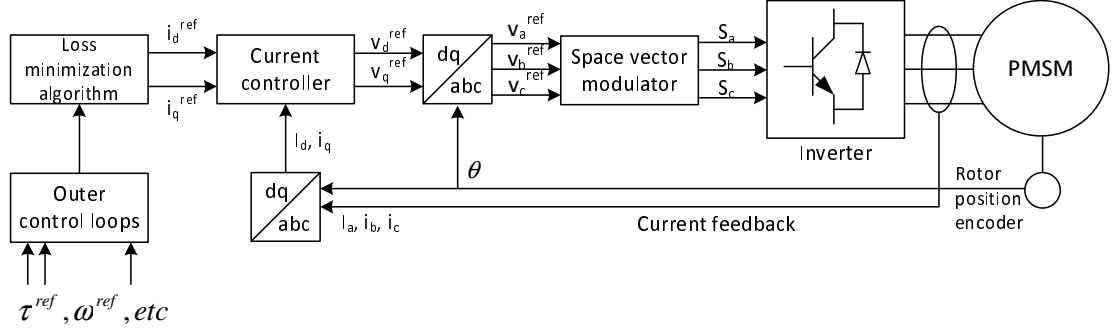 Loss
minimization
algorithm
i_d^ref
i_q^ref
Current
controller
v_d^ref
v_q^ref
dq
abc
v_a^ref
v_b^ref
v_c^ref
Space vector
modulator
S_a
S_b
S_c
Inverter
PMSM
I_d, i_q
θ
Outer
control loops
dq
abc
I_a, i_b, i_c
Current feedback
Rotor
position
encoder
τ^ref, ω^ref, etc